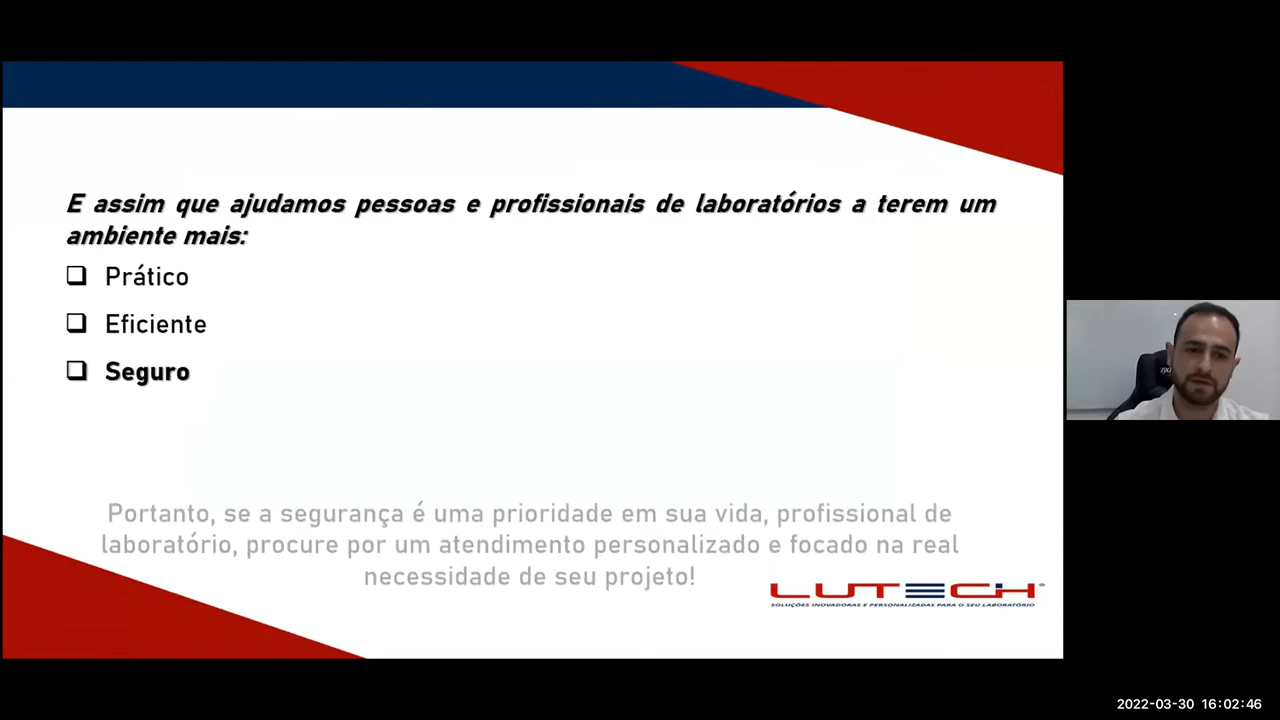 E assim que ajudamos pessoas e profissionais de laboratórios a terem um
ambiente mais:
❑ Prático
❑ Eficiente
❑ Seguro
Portanto, se a segurança é uma prioridade em sua vida, profissional de
laboratório, procure por um atendimento personalizado e focado na real
necessidade de seu projeto!
LUTECH®
SOLUÇÕES INOVADORAS E PERSONALIZADAS PARA O SEU LABORATÓRIO
2022-03-30 16:02:46